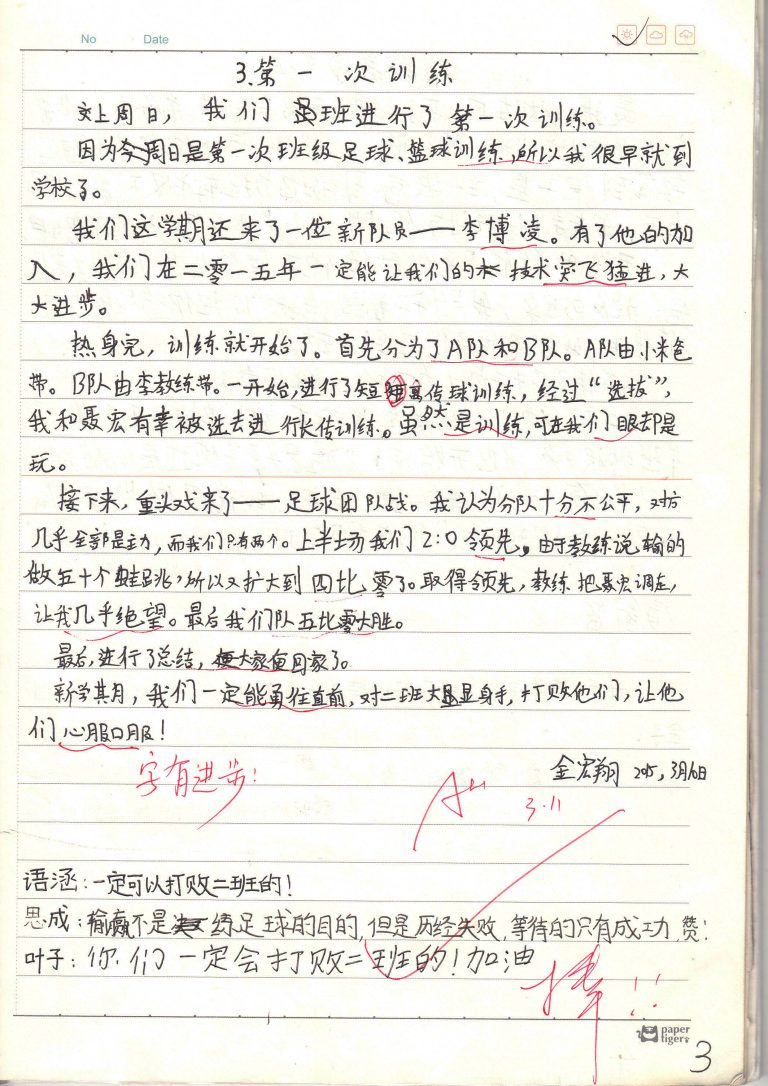 No Date
3.第一次训练
上周日，我们班进行了第一次训练。
因为周日是第一次班级足球、篮球训练，所以我很早就到
学校了。
我们这学期还来了一位新队员——李博凌。有了他的加
入，我们在二零一五年一定能让我们的技术突飞猛进，大
大进步。
热身完，训练就开始了。首先分为了A队和B队。A队由小米爸
带。B队由李教练带。一开始，进行了短传球训练，经过“选拔”，
我和聂宏有幸被选去进行长传训练。虽然是训练，可在我们眼却是
玩。
接下来，重头戏来了——足球团队战。我认为分队十分不公平，对方
几乎全部是主力，而我们只有两个。上半场我们2:0领先。由于教练说输的
做五十个蛙跳，所以又扩大到四比零了。取得领先，教练把聂宏调左，
让我几乎绝望。最后我们队五比零大胜。
最后，进行了总结，大家便回家了。
新学期，我们一定能勇往直前，对二班大显身手，打败他们，让他
们心服口服！
金宏翔 2015，3月10日
字有进步！
A++
3.11
语涵：一定可以打败二班的！
思成：输赢不是练足球的目的，但是历经失败，等待的只有成功，赞！
叶子：你们一定会打败二班的！加油
棒！！
paper
tiger
3